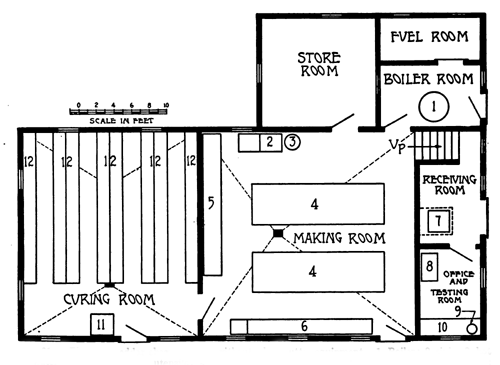 FUEL ROOM
STORE
ROOM
BOILER ROOM
1
0 2 4 6 8 10
SCALE IN FEET
2 3
Up
12 12 12 12 12
RECEIVING
ROOM
5
4
7
MAKING ROOM
4
8
OFFICE
AND
TESTING
ROOM
CURING ROOM
9
11
6
10